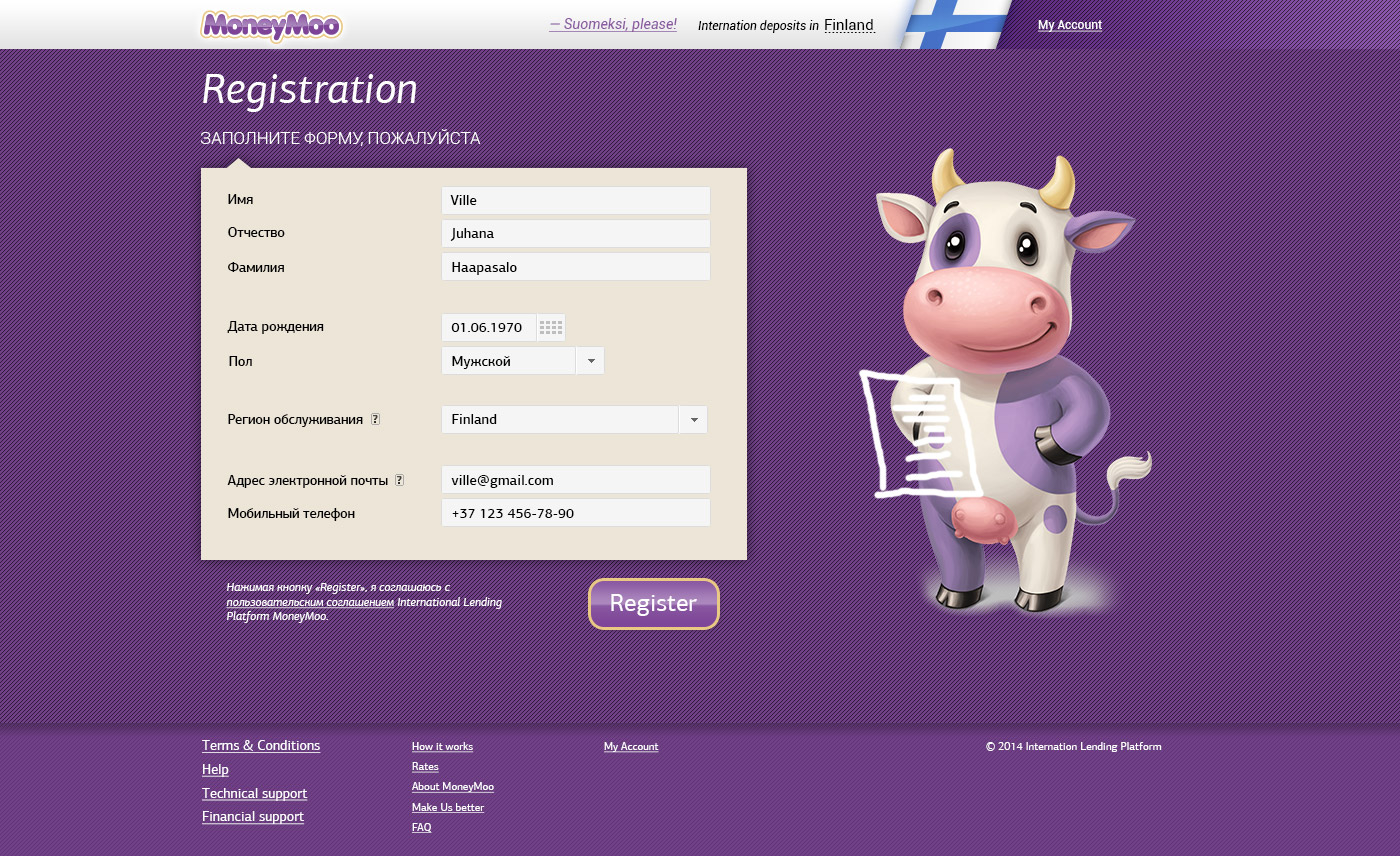 MoneyMoo
— Suomeksi, please!
Internation deposits in Finland
My Account
Registration
ЗАПОЛНИТЕ ФОРМУ, ПОЖАЛУЙСТА
Имя Ville
Отчество Juhana
Фамилия Haapasalo
Дата рождения 01.06.1970
Пол Мужской
Регион обслуживания ? Finland
Адрес электронной почты ? ville@gmail.com
Мобильный телефон +37 123 456-78-90
Нажимая кнопку «Register», я соглашаюсь с
пользовательским соглашением International Lending
Platform MoneyMoo.
Register
Terms & Conditions
Help
Technical support
Financial support
How it works
Rates
About MoneyMoo
Make Us better
FAQ
My Account
© 2014 Internation Lending Platform